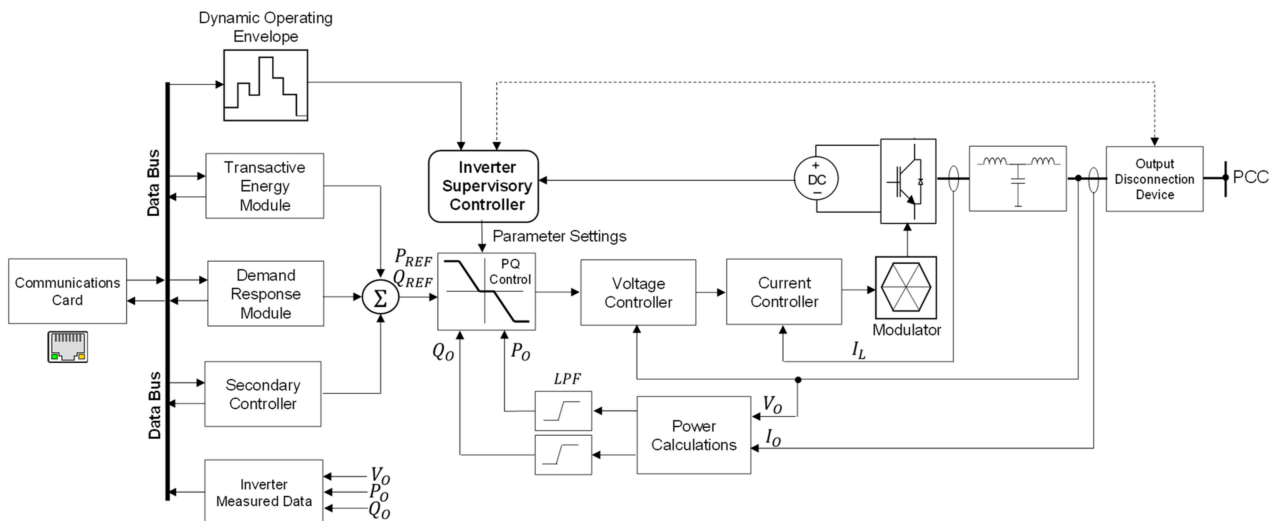 Dynamic Operating
Envelope
Data Bus
Transactive
Energy
Module
Inverter
Supervisory
Controller
+
DC
−
Output
Disconnection
Device
PCC
Parameter Settings
Communications
Card
Demand
Response
Module
P_REF
Q_REF
Σ
PQ
Control
Voltage
Controller
Current
Controller
Modulator
Q_O
P_O
I_L
Data Bus
Secondary
Controller
LPF
Power
Calculations
V_O
I_O
Inverter
Measured Data
V_O
P_O
Q_O